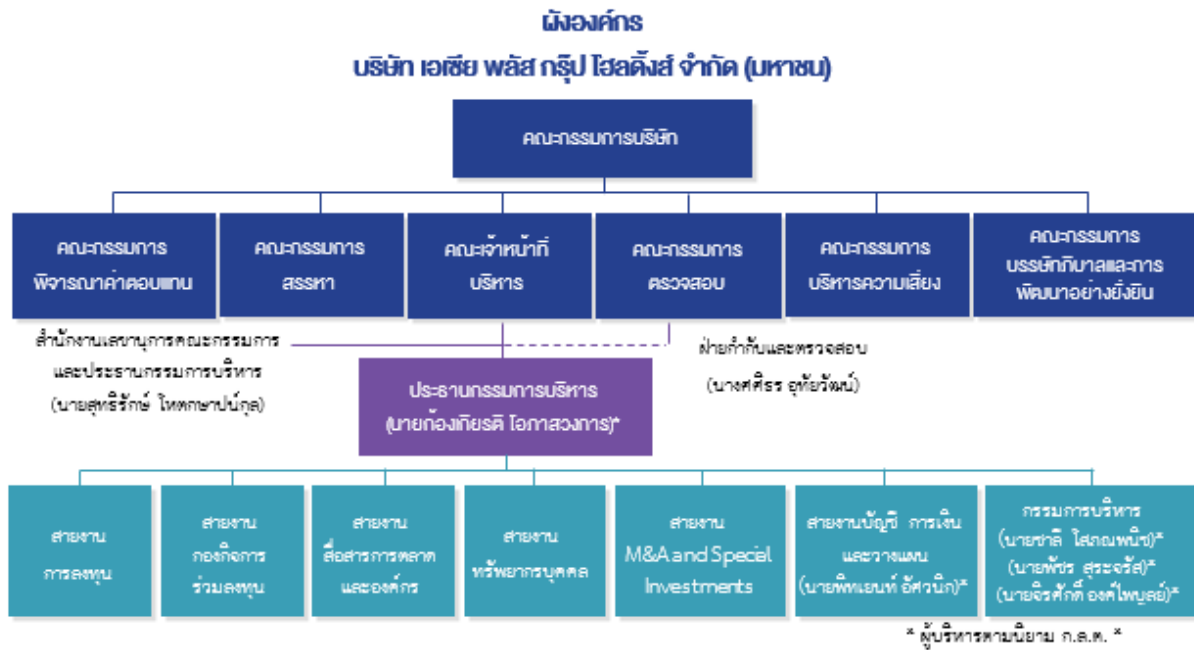 ผังองค์กร
บริษัท เอเซีย พลัส กรุ๊ป โฮลดิ้งส์ จำกัด (มหาชน)
คณะกรรมการบริษัท
คณะกรรมการ
พิจารณาค่าตอบแทน
คณะกรรมการ
สรรหา
คณะเจ้าหน้าที่
บริหาร
คณะกรรมการ
ตรวจสอบ
คณะกรรมการ
บริหารความเสี่ยง
คณะกรรมการ
บรรษัทภิบาลและการ
พัฒนาอย่างยั่งยืน
สำนักงานเลขานุการคณะกรรมการ
และประธานกรรมการบริหาร
(นายสุทธิรักษ์ โหตกษาปน์กุล)
ฝ่ายกำกับและตรวจสอบ
(นางศศิธร อุทัยวัฒน์)
ประธานกรรมการบริหาร
(นายก้องเกียรติ โอภาสวงการ)*
สายงาน
การลงทุน
สายงาน
กองกิจการ
ร่วมลงทุน
สายงาน
สื่อสารการตลาด
และองค์กร
สายงาน
ทรัพยากรบุคคล
สายงาน
M&A and Special
Investments
สายงานบัญชี การเงิน
และวางแผน
(นายพิทเยนท์ อัศวนิก)*
กรรมการบริหาร
(นายชาลี โสภณพนิช)*
(นายพัชร สุระจรัส)*
(นายจิรศักดิ์ องค์ไพบูลย์)*
* ผู้บริหารตามนิยาม ก.ล.ต. *